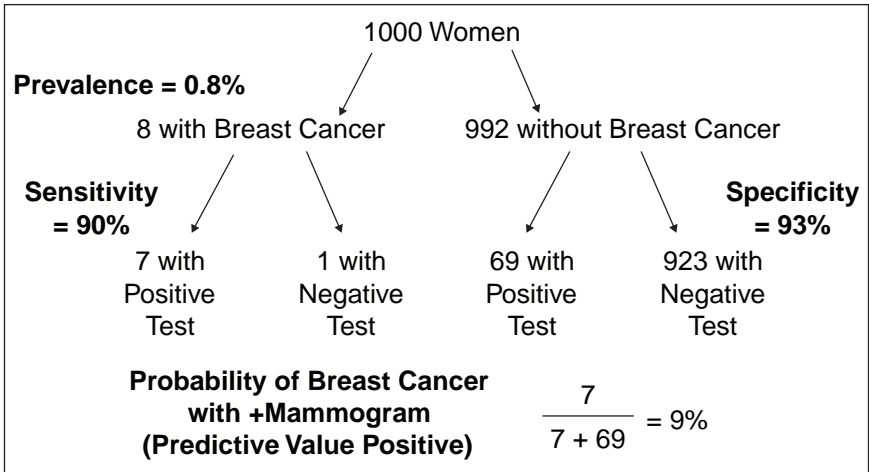 1000 Women
Prevalence = 0.8%
8 with Breast Cancer
992 without Breast Cancer
Sensitivity
= 90%
Specificity
= 93%
7 with
Positive
Test
1 with
Negative
Test
69 with
Positive
Test
923 with
Negative
Test
Probability of Breast Cancer
with +Mammogram
(Predictive Value Positive)
7
7 + 69
= 9%